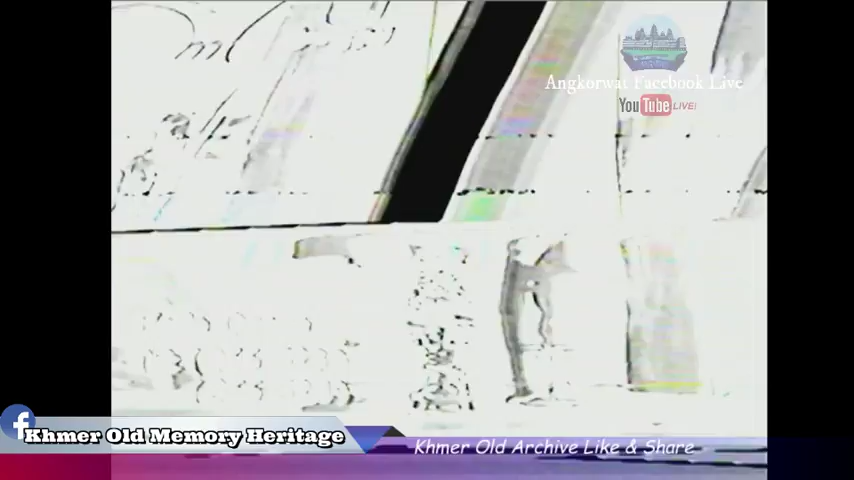 Angkorwat Facebook Live
YouTube LIVE!
f
Khmer Old Memory Heritage
Khmer Old Archive Like & Share